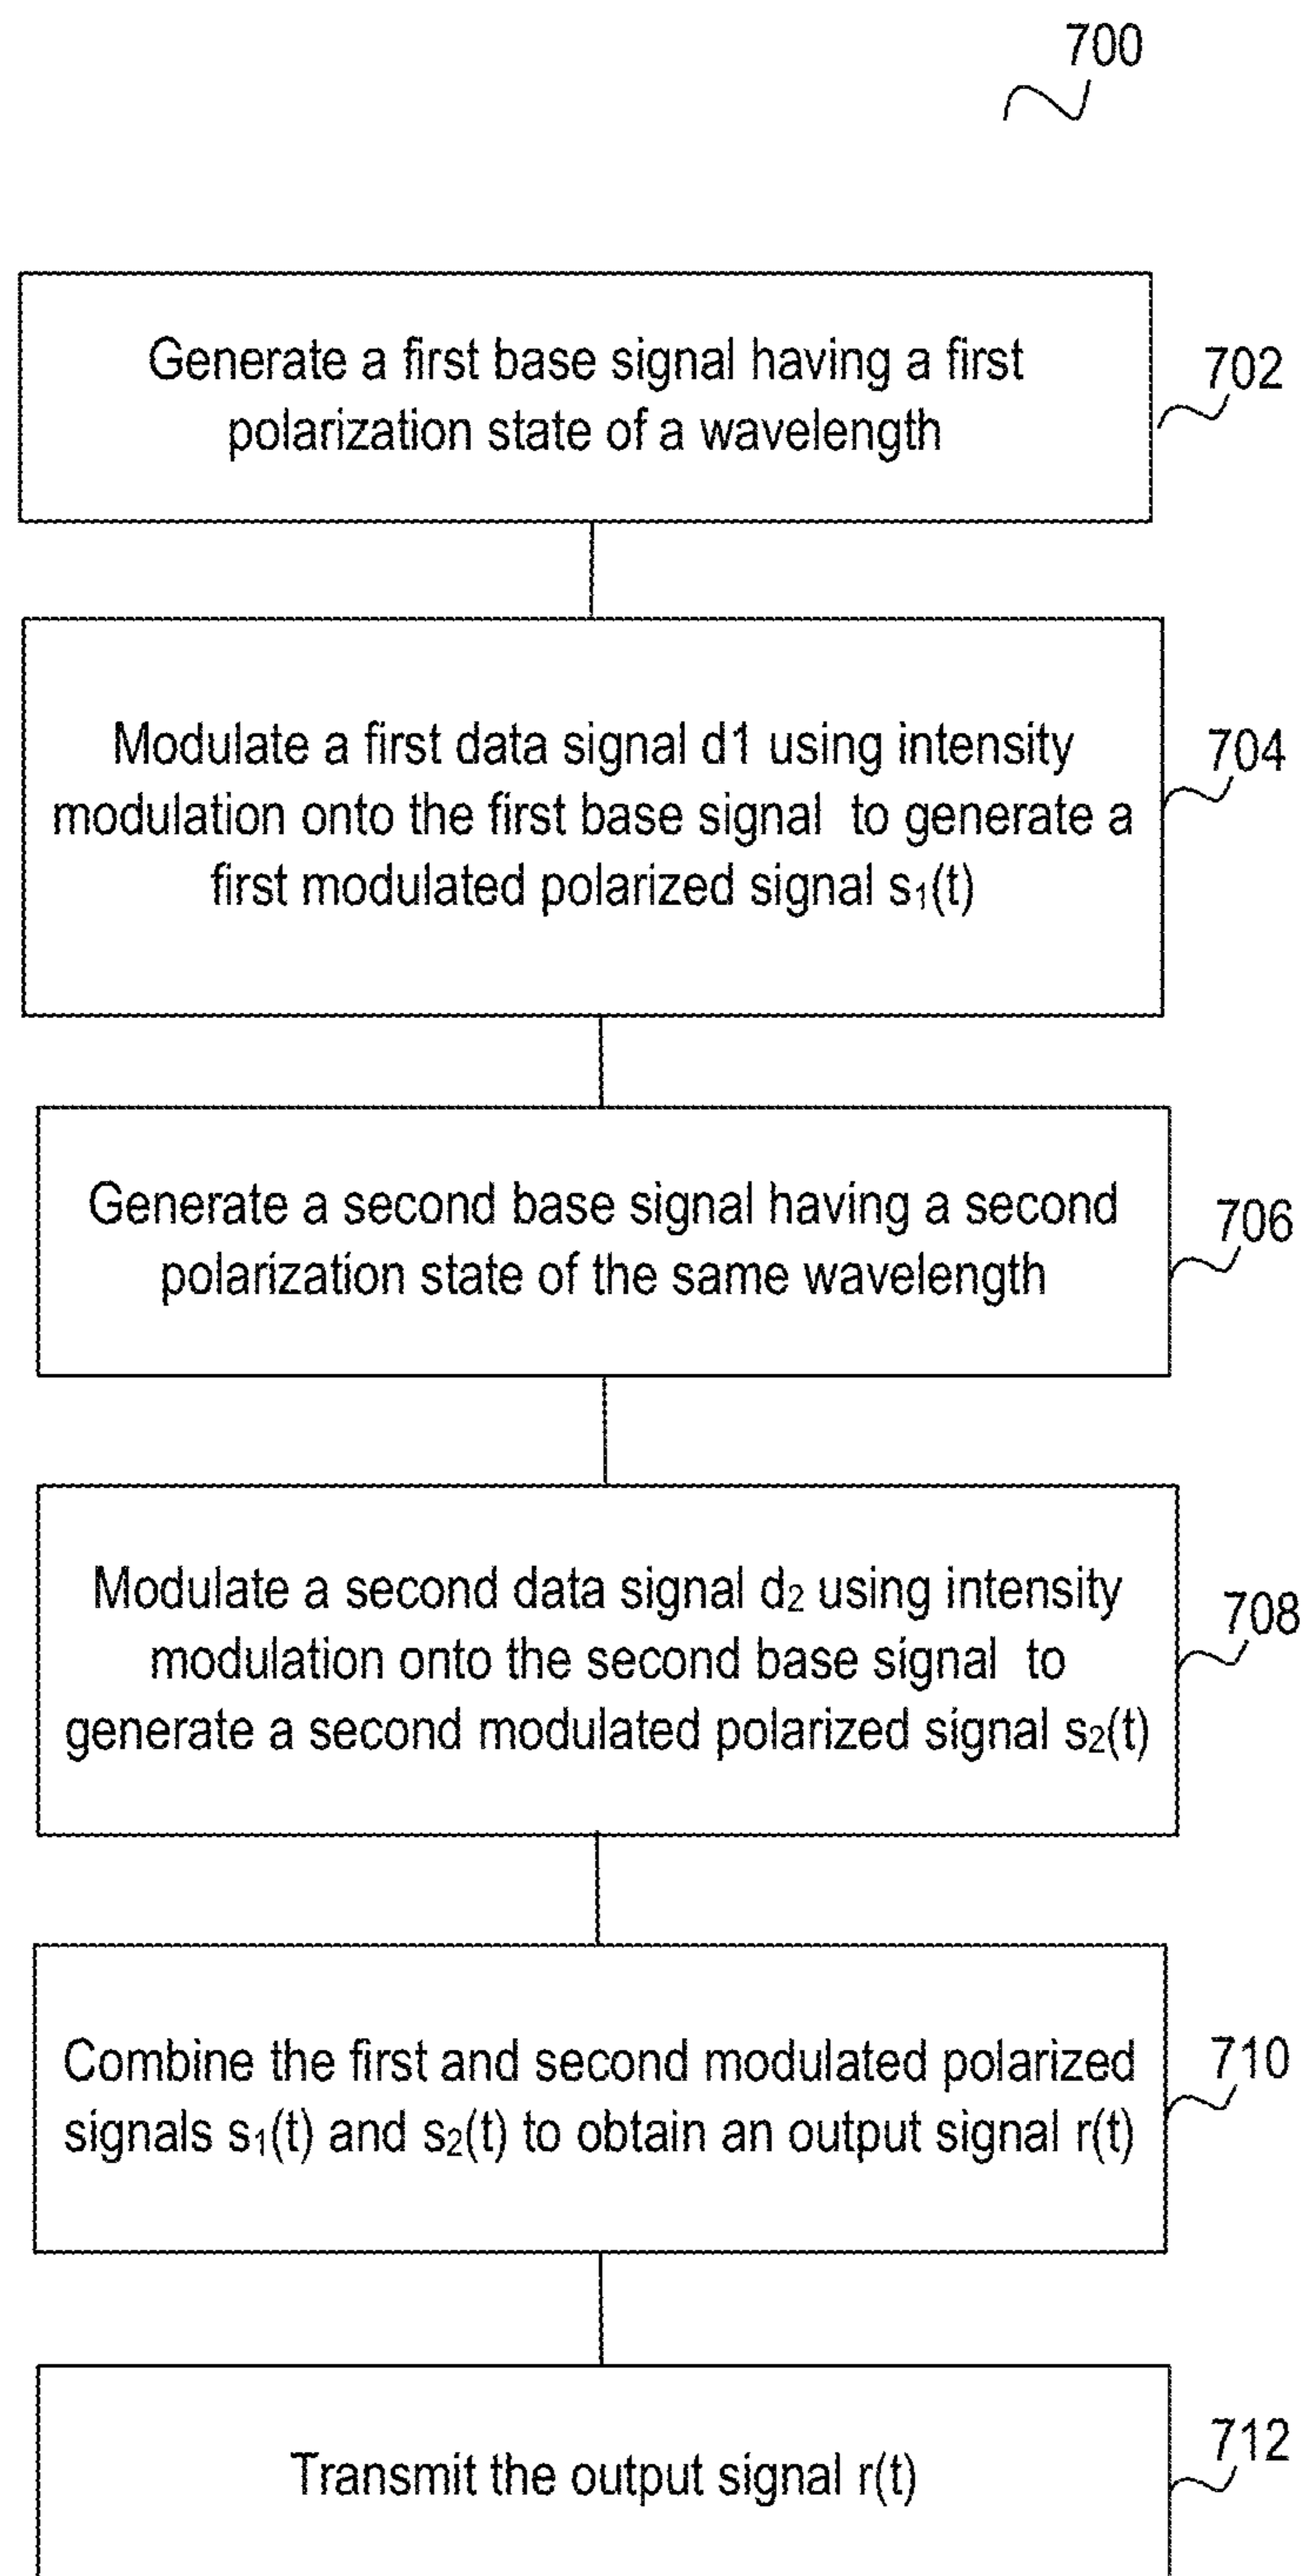 700
Generate a first base signal having a first
polarization state of a wavelength
702
Modulate a first data signal d1 using intensity
modulation onto the first base signal to generate a
first modulated polarized signal s₁(t)
704
Generate a second base signal having a second
polarization state of the same wavelength
706
Modulate a second data signal d₂ using intensity
modulation onto the second base signal to
generate a second modulated polarized signal s₂(t)
708
Combine the first and second modulated polarized
signals s₁(t) and s₂(t) to obtain an output signal r(t)
710
Transmit the output signal r(t)
712